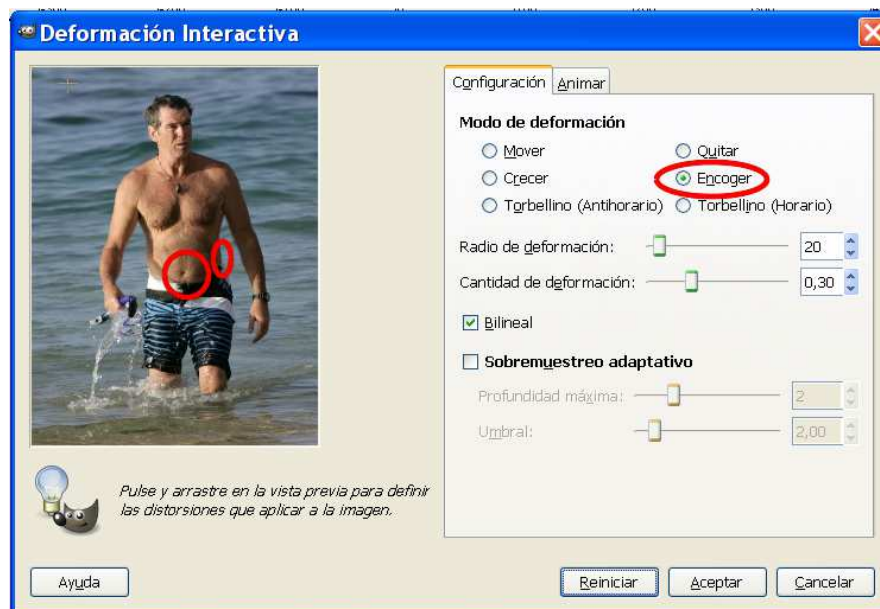 Deformación Interactiva
Configuración Animar
Modo de deformación
Mover Quitar
Crecer Encoger
Torbellino (Antihorario) Torbellino (Horario)
Radio de deformación: 20
Cantidad de deformación: 0,30
Bilineal
Sobremuestreo adaptativo
Profundidad máxima: 2
Umbral: 2,00
Pulse y arrastre en la vista previa para definir
las distorsiones que aplicar a la imagen.
Ayuda Reiniciar Aceptar Cancelar